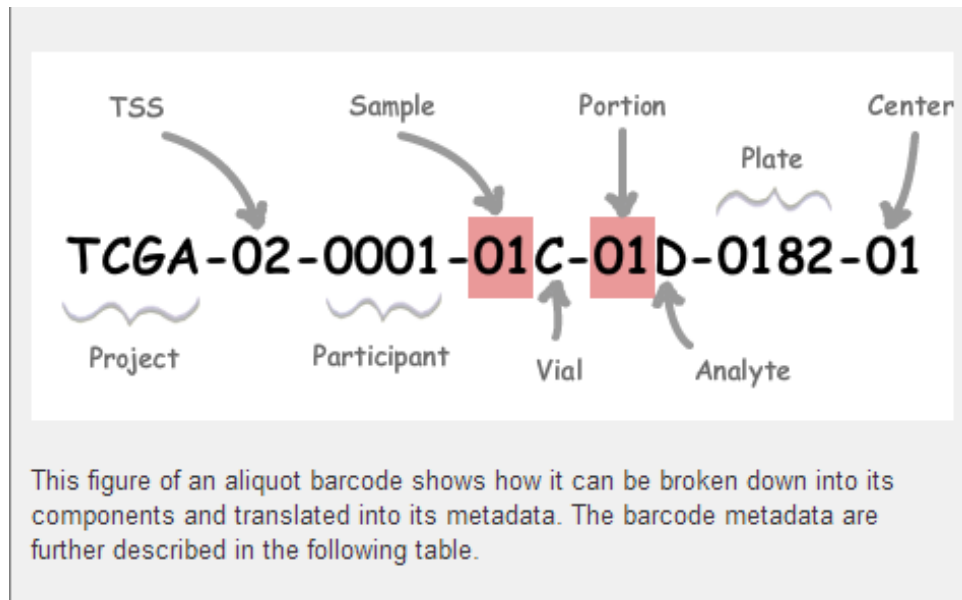 TSS Sample Portion Center
Plate
TCGA-02-0001-01C-01D-0182-01
Project Participant Vial Analyte
This figure of an aliquot barcode shows how it can be broken down into its
components and translated into its metadata. The barcode metadata are
further described in the following table.